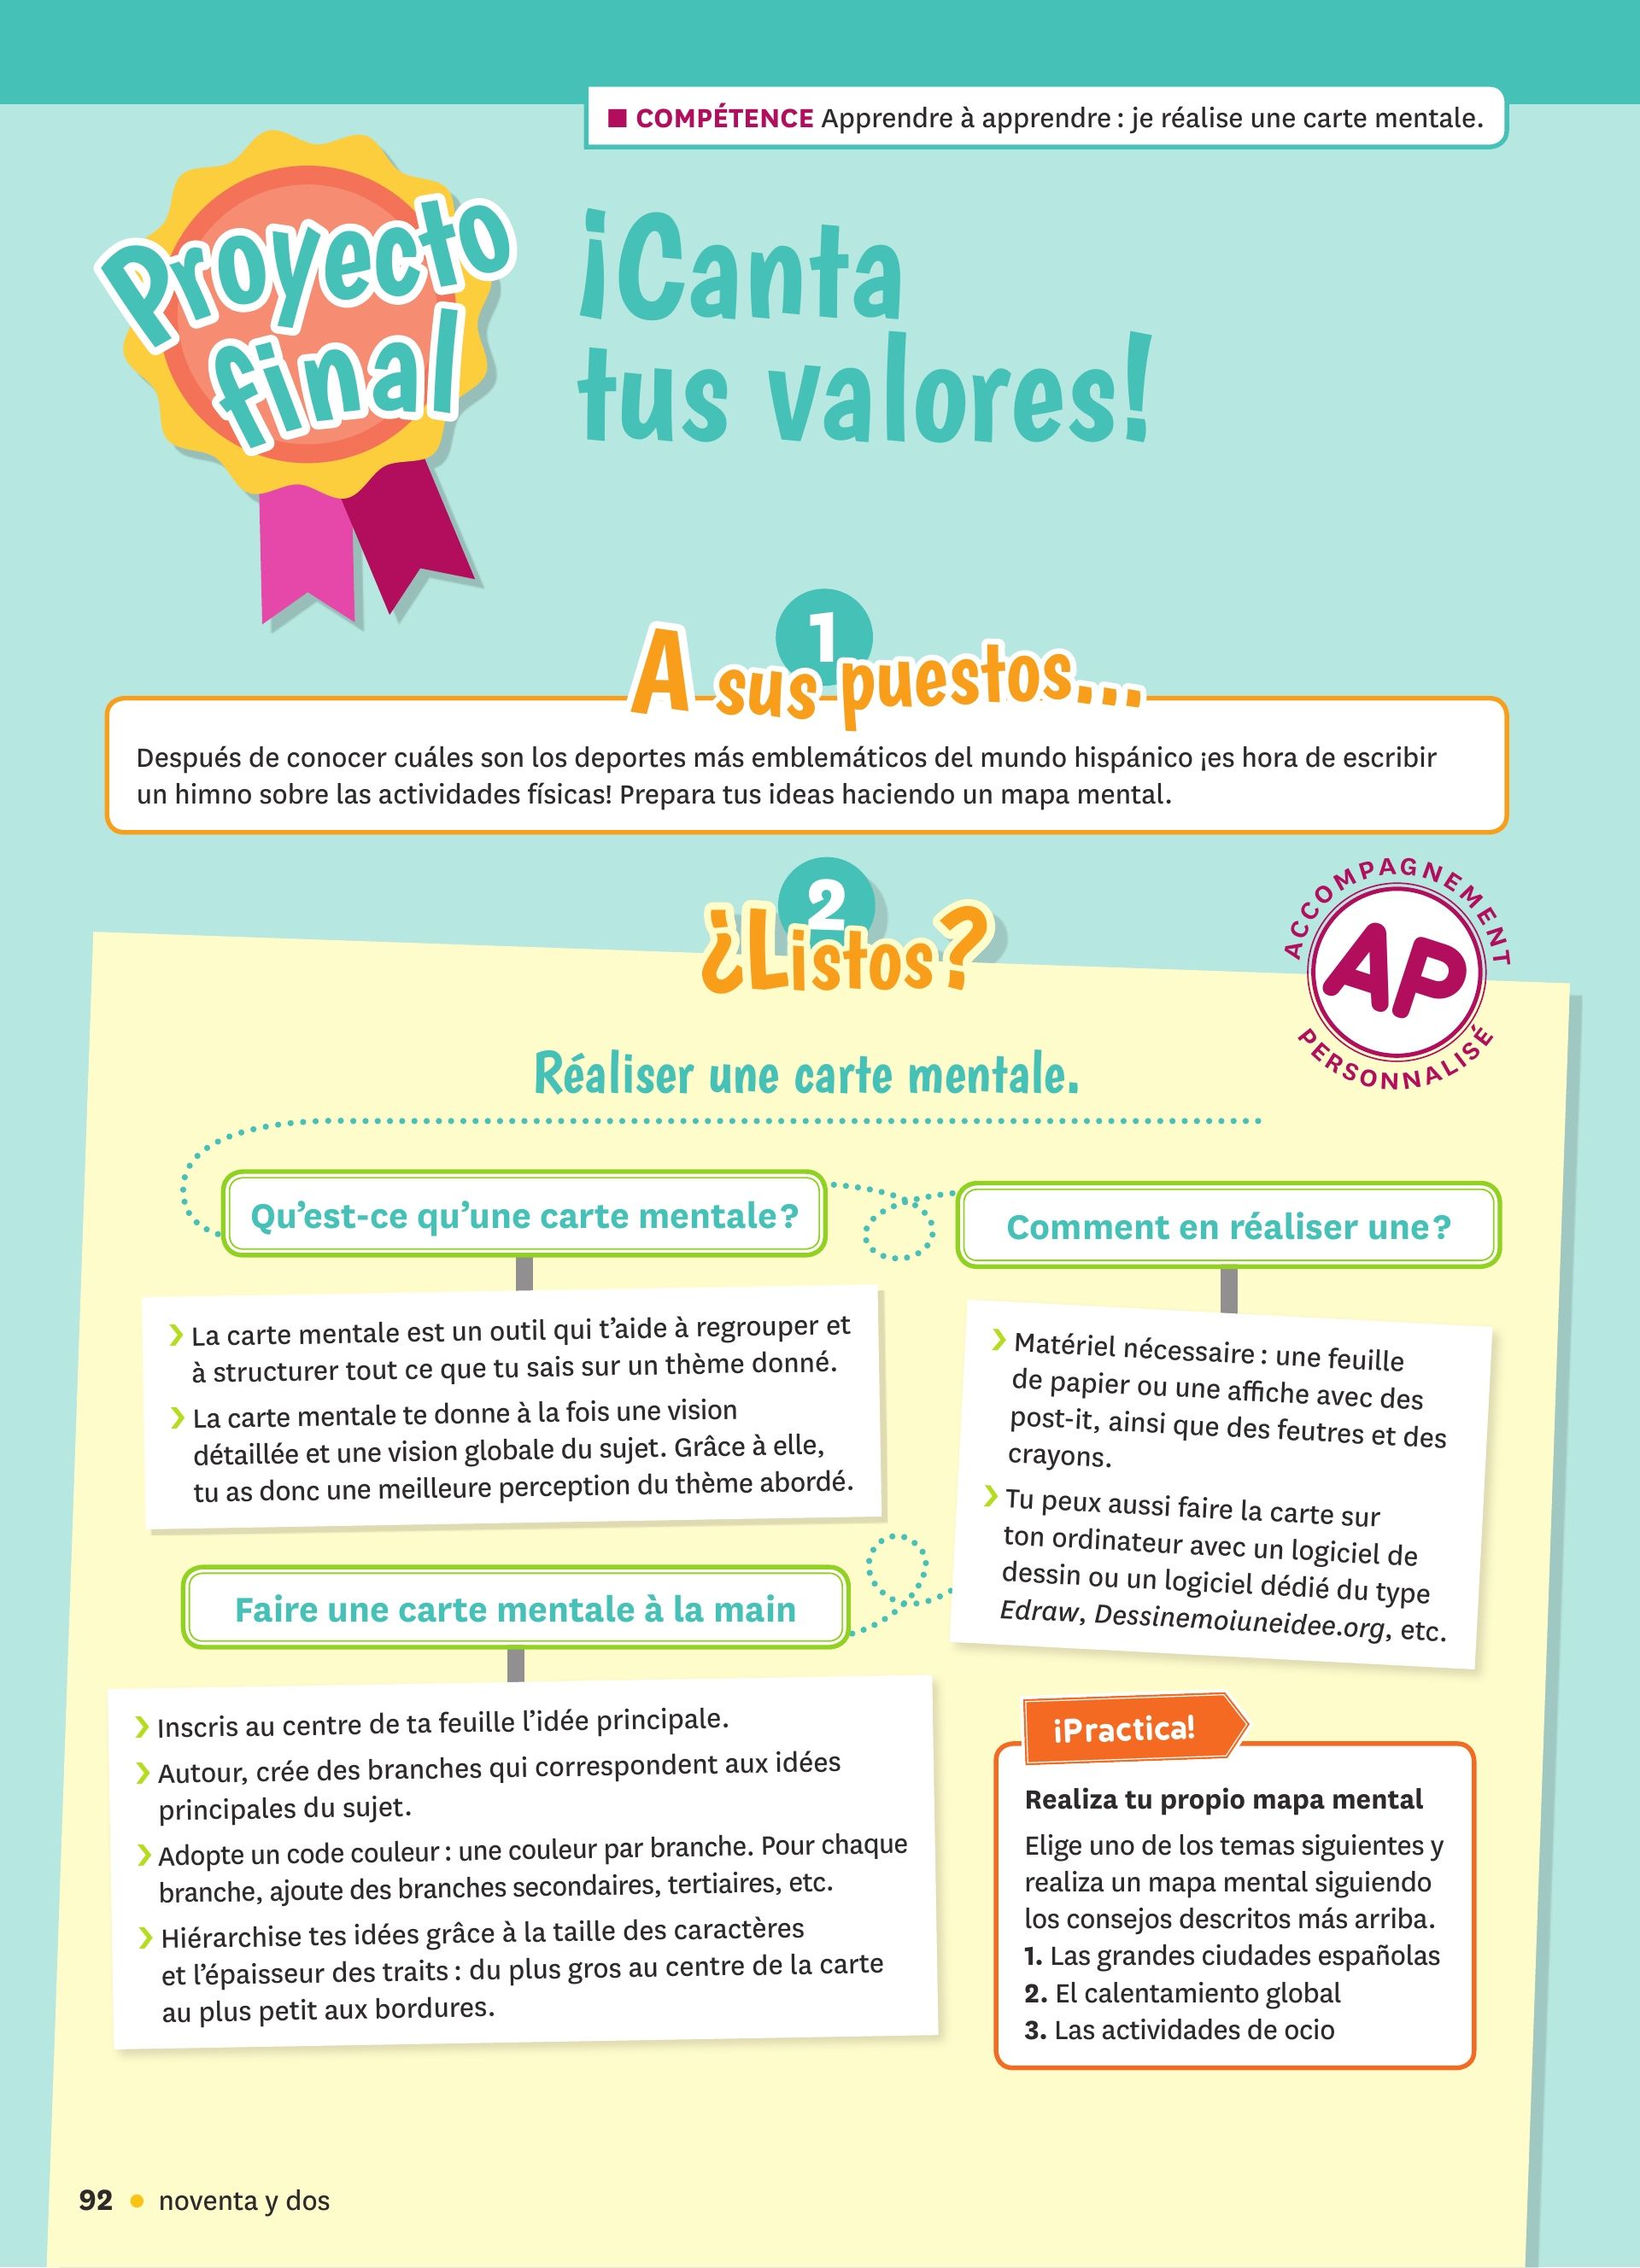 ■ COMPÉTENCE Apprendre à apprendre : je réalise une carte mentale.
Proyecto
final
¡Canta
tus valores!
1
A sus puestos...
Después de conocer cuáles son los deportes más emblemáticos del mundo hispánico ¡es hora de escribir
un himno sobre las actividades físicas! Prepara tus ideas haciendo un mapa mental.
2
¿Listos?
ACCOMPAGNEMENT
AP
PERSONNALISÉ
Réaliser une carte mentale.
Qu'est-ce qu'une carte mentale ?
❯ La carte mentale est un outil qui t'aide à regrouper et
à structurer tout ce que tu sais sur un thème donné.
❯ La carte mentale te donne à la fois une vision
détaillée et une vision globale du sujet. Grâce à elle,
tu as donc une meilleure perception du thème abordé.
Comment en réaliser une ?
❯ Matériel nécessaire : une feuille
de papier ou une affiche avec des
post-it, ainsi que des feutres et des
crayons.
❯ Tu peux aussi faire la carte sur
ton ordinateur avec un logiciel de
dessin ou un logiciel dédié du type
Edraw, Dessinemoiuneidee.org, etc.
Faire une carte mentale à la main
❯ Inscris au centre de ta feuille l'idée principale.
❯ Autour, crée des branches qui correspondent aux idées
principales du sujet.
❯ Adopte un code couleur : une couleur par branche. Pour chaque
branche, ajoute des branches secondaires, tertiaires, etc.
❯ Hiérarchise tes idées grâce à la taille des caractères
et l'épaisseur des traits : du plus gros au centre de la carte
au plus petit aux bordures.
¡Practica!
Realiza tu propio mapa mental
Elige uno de los temas siguientes y
realiza un mapa mental siguiendo
los consejos descritos más arriba.
1. Las grandes ciudades españolas
2. El calentamiento global
3. Las actividades de ocio
92 • noventa y dos